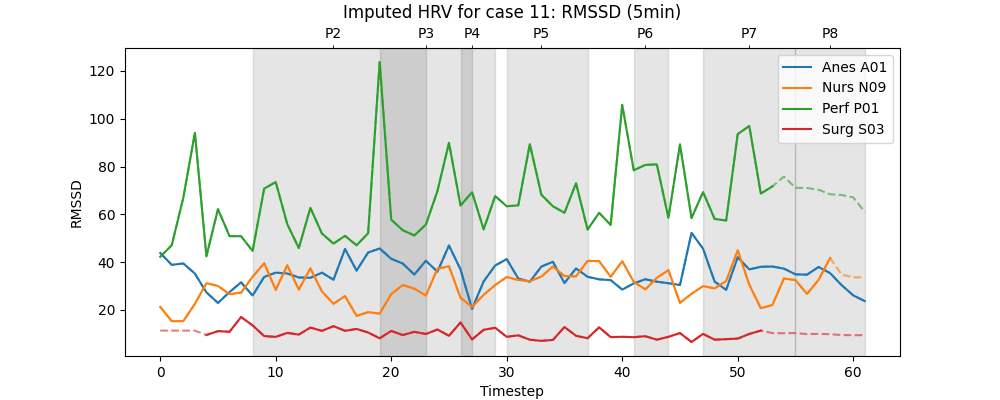 Imputed HRV for case 11: RMSSD (5min)
P2 P3 P4 P5 P6 P7 P8
120
100
80
60
40
20
RMSSD
Anes A01
Nurs N09
Perf P01
Surg S03
0 10 20 30 40 50 60
Timestep